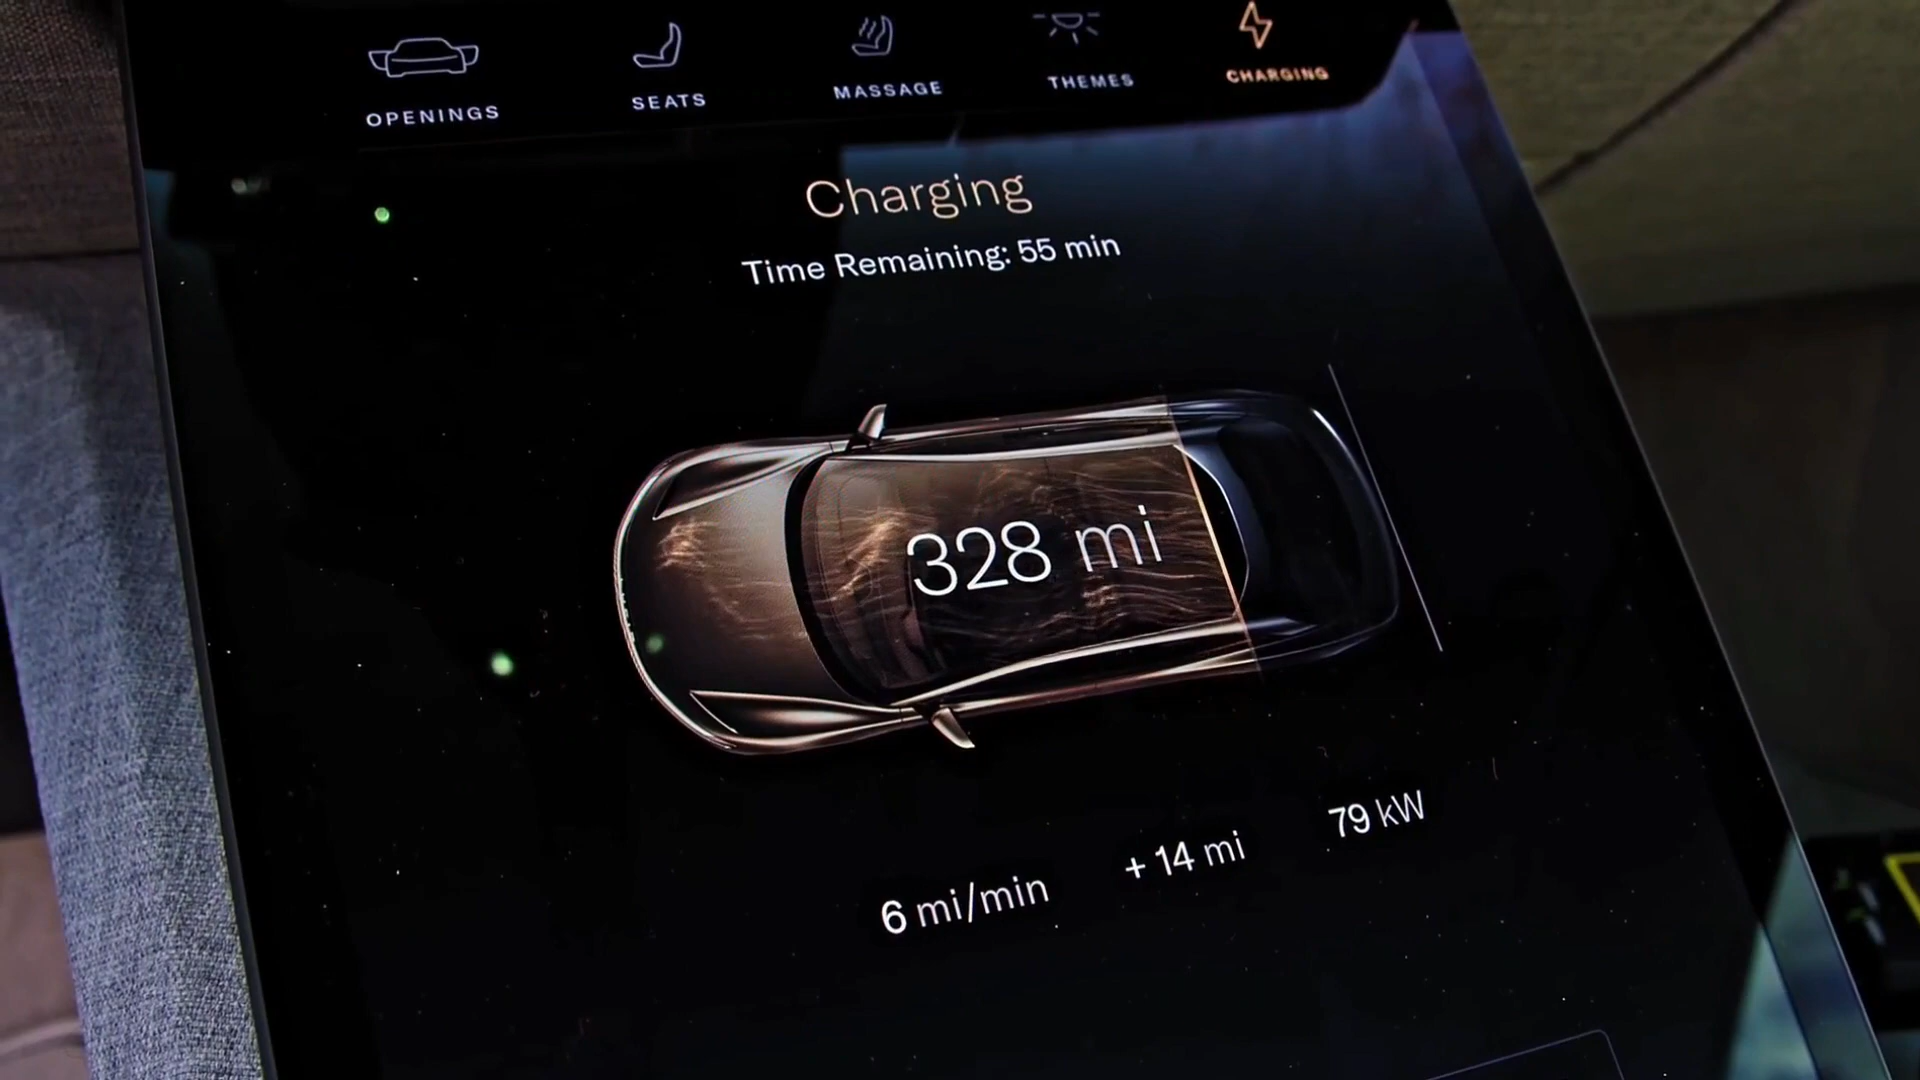 OPENINGS
SEATS
MASSAGE
THEMES
CHARGING
Charging
Time Remaining: 55 min
328 mi
6 mi/min
+ 14 mi
79 kW